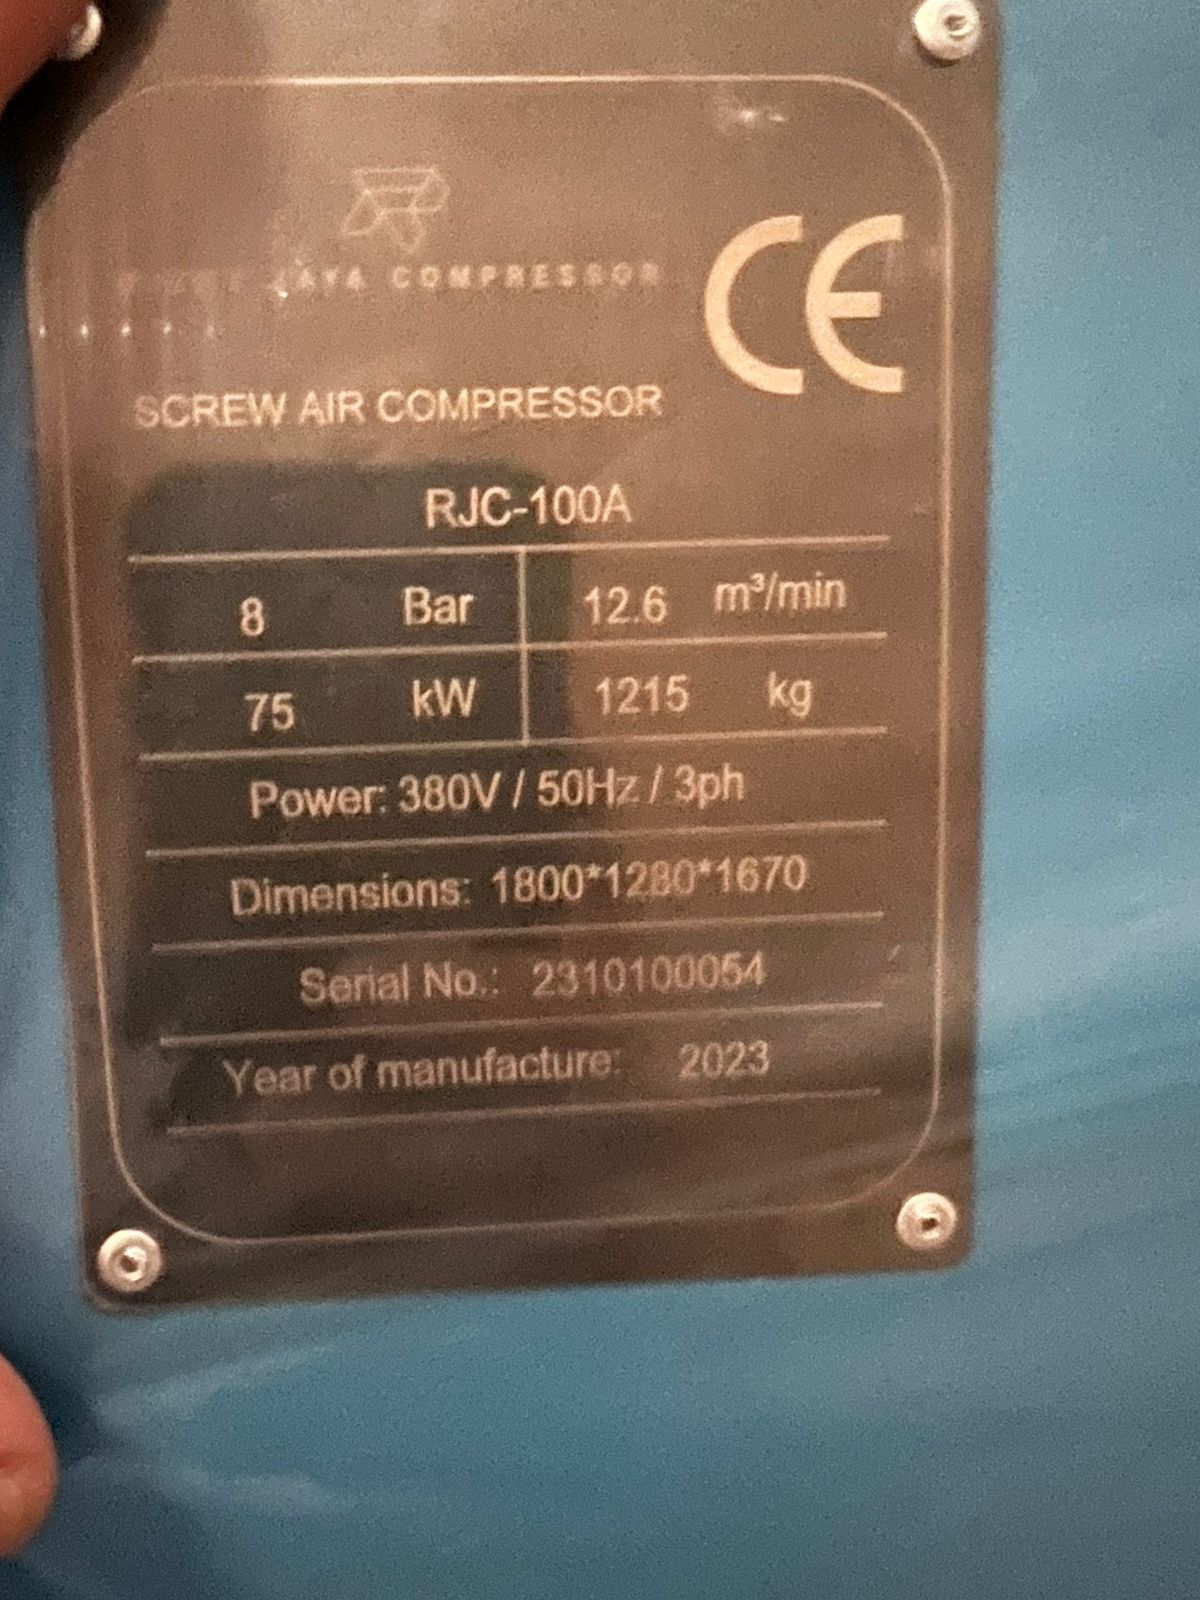 JAYA COMPRESSOR
CE
SCREW AIR COMPRESSOR
RJC-100A
8 Bar 12.6 m³/min
75 kW 1215 kg
Power: 380V / 50Hz / 3ph
Dimensions: 1800*1280*1670
Serial No.: 2310100054
Year of manufacture: 2023